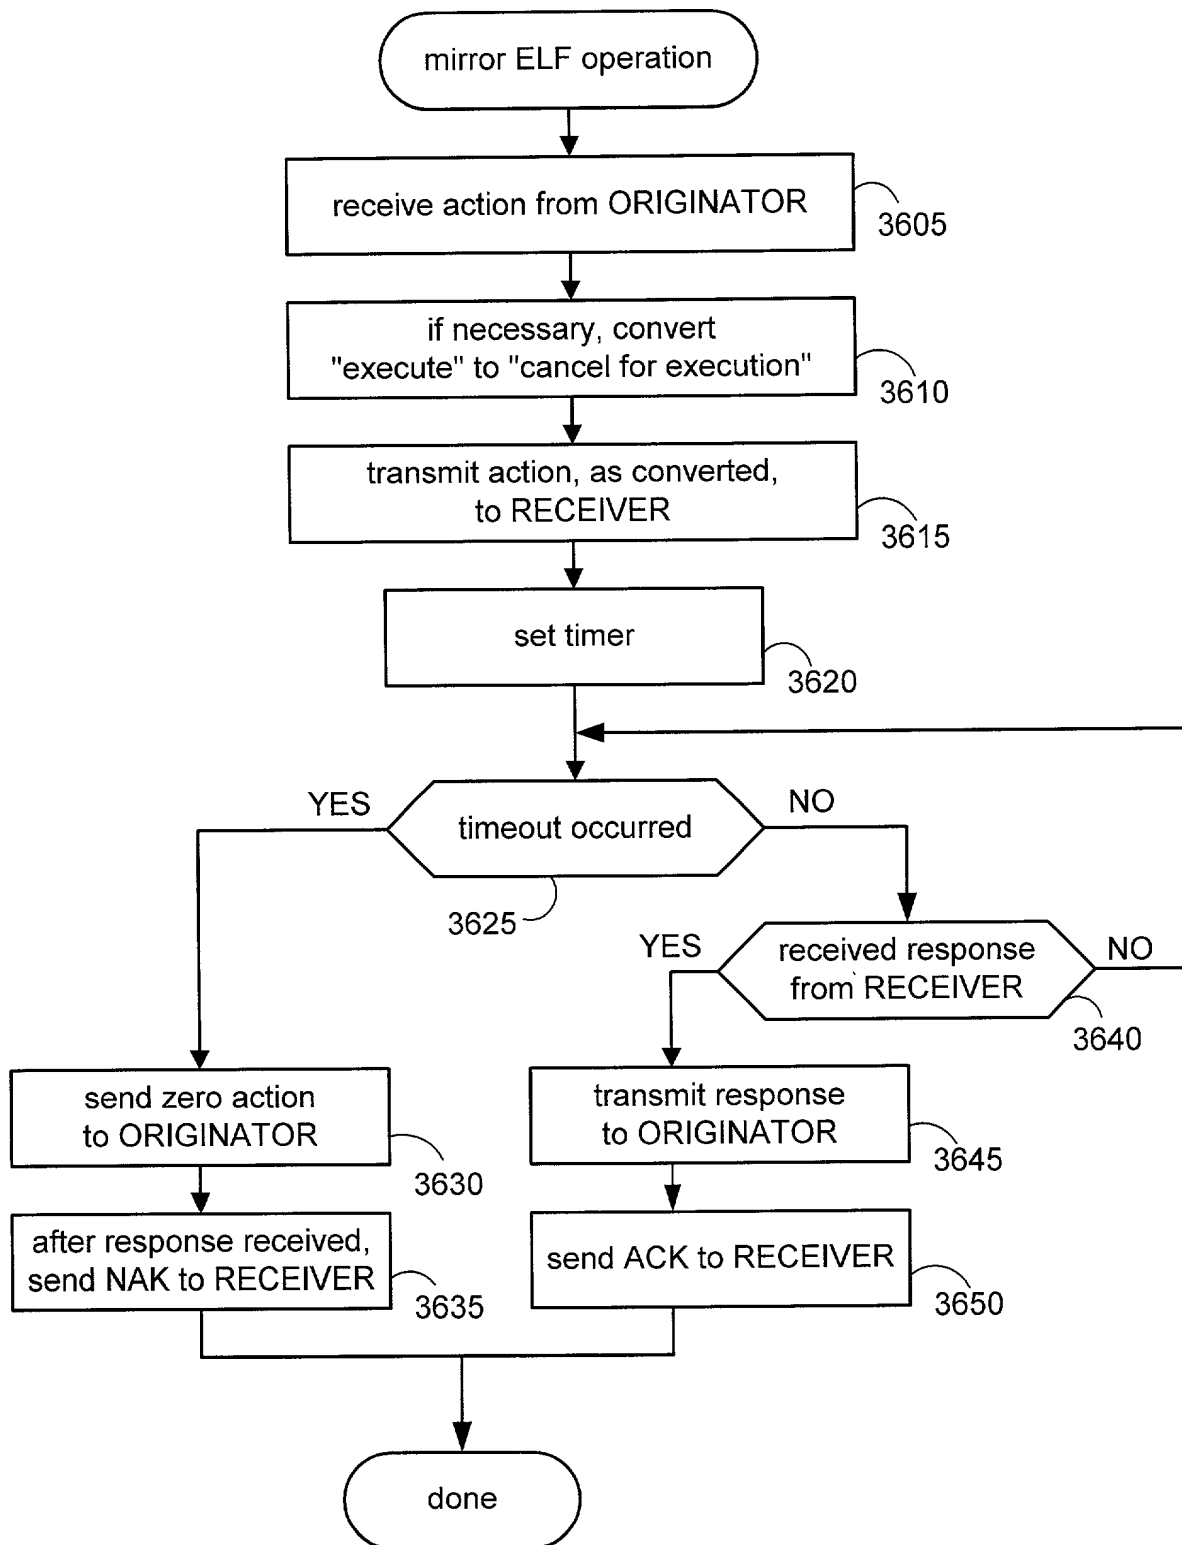 mirror ELF operation
receive action from ORIGINATOR
3605
if necessary, convert
"execute" to "cancel for execution"
3610
transmit action, as converted,
to RECEIVER
3615
set timer
3620
YES
timeout occurred
NO
3625
YES
received response
from RECEIVER
NO
3640
send zero action
to ORIGINATOR
3630
transmit response
to ORIGINATOR
3645
after response received,
send NAK to RECEIVER
3635
send ACK to RECEIVER
3650
done